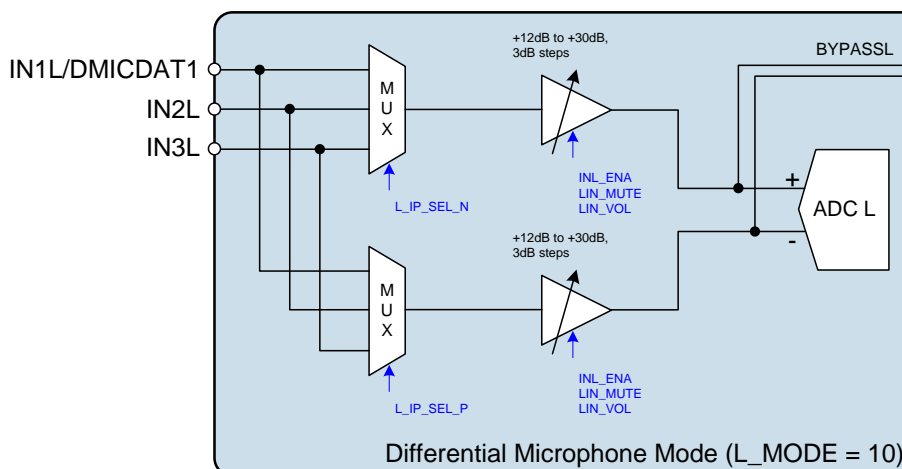 +12dB to +30dB,
3dB steps
BYPASSL
IN1L/DMICDAT1
IN2L
IN3L
M
U
X
INL_ENA
LIN_MUTE
LIN_VOL
L_IP_SEL_N
+
ADC L
-
+12dB to +30dB,
3dB steps
M
U
X
INL_ENA
LIN_MUTE
LIN_VOL
L_IP_SEL_P
Differential Microphone Mode (L_MODE = 10)